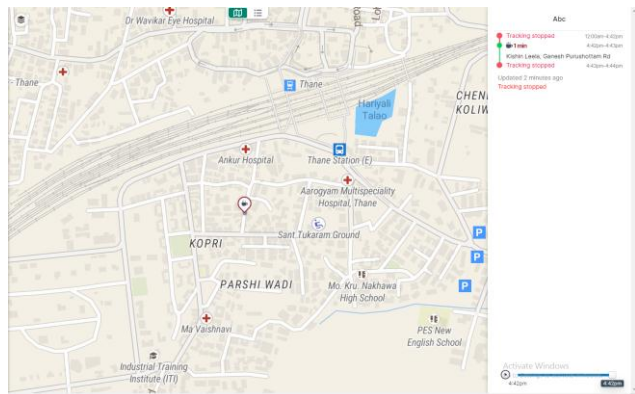 Dr Wavikar Eye Hospital
road
Thane
Thane
Hariyali
Talao
CHEN
KOLIW
Ankur Hospital
Thane Station (E)
Aarogyam Multispeciality
Hospital, Thane
Sant Tukaram Ground
KOPRI
P
P
P
PARSHI WADI
Mo. Kru. Nakhawa
High School
Ma Vaishnavi
PES New
English School
Industrial Training
Institute (ITI)
Abc
Tracking stopped 12:00am-4:42pm
1 min 4:42pm-4:43pm
Kishin Leela, Ganesh Purushottam Rd
Tracking stopped 4:43pm-4:44pm
Updated 2 minutes ago
Tracking stopped
Activate Windows
4:42pm 4:43pm